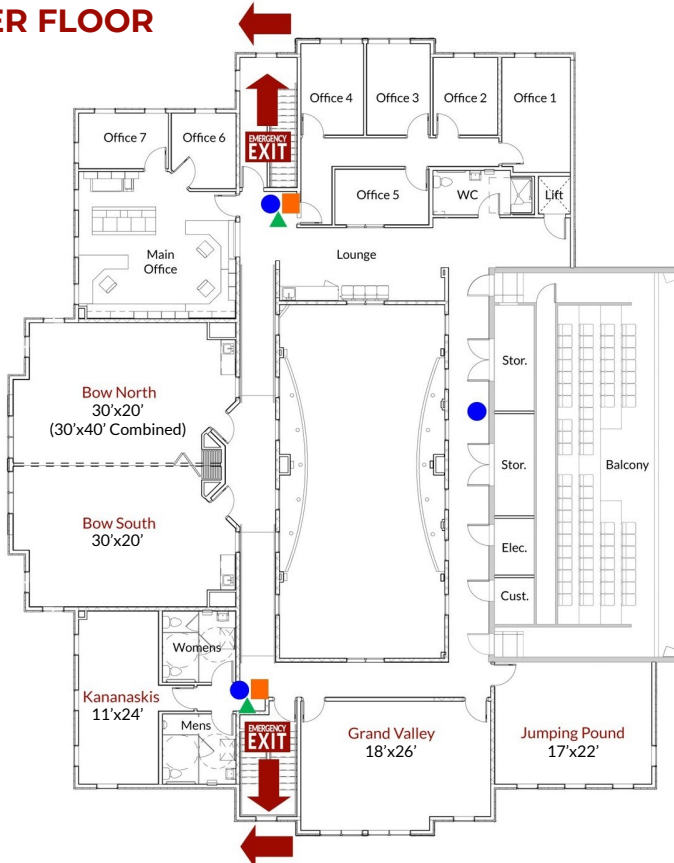 ER FLOOR
Office 4
Office 3
Office 2
Office 1
Office 7
Office 6
EMERGENCY
EXIT
Office 5
WC
Lift
Main
Office
Lounge
Bow North
30'x20'
(30'x40' Combined)
Stor.
Stor.
Balcony
Bow South
30'x20'
Elec.
Cust.
Womens
Kananaskis
11'x24'
Mens
EMERGENCY
EXIT
Grand Valley
18'x26'
Jumping Pound
17'x22'